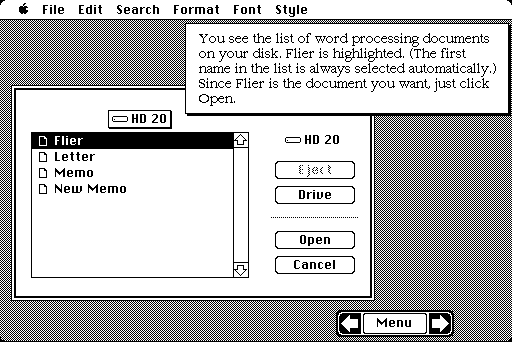 File Edit Search Format Font Style
You see the list of word processing documents
on your disk. Flier is highlighted. (The first
name in the list is always selected automatically.)
Since Flier is the document you want, just click
Open.
HD 20
Flier
Letter
Memo
New Memo
HD 20
Eject
Drive
Open
Cancel
Menu